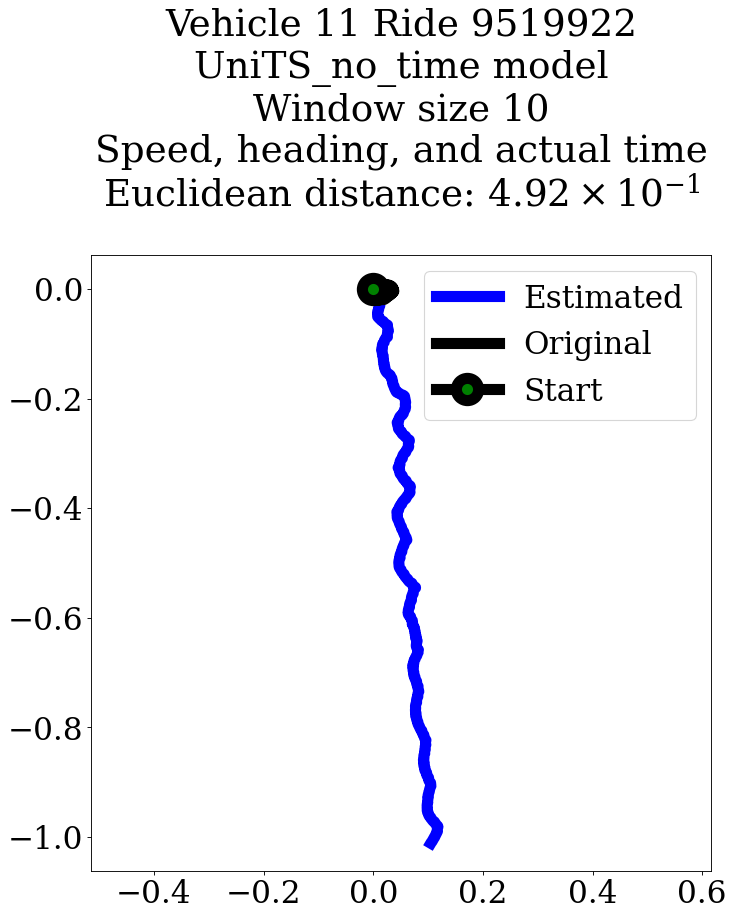 Vehicle 11 Ride 9519922
UniTS_no_time model
Window size 10
Speed, heading, and actual time
Euclidean distance: 4.92 × 10⁻¹
Estimated
Original
Start
0.0
−0.2
−0.4
−0.6
−0.8
−1.0
−0.4 −0.2 0.0 0.2 0.4 0.6